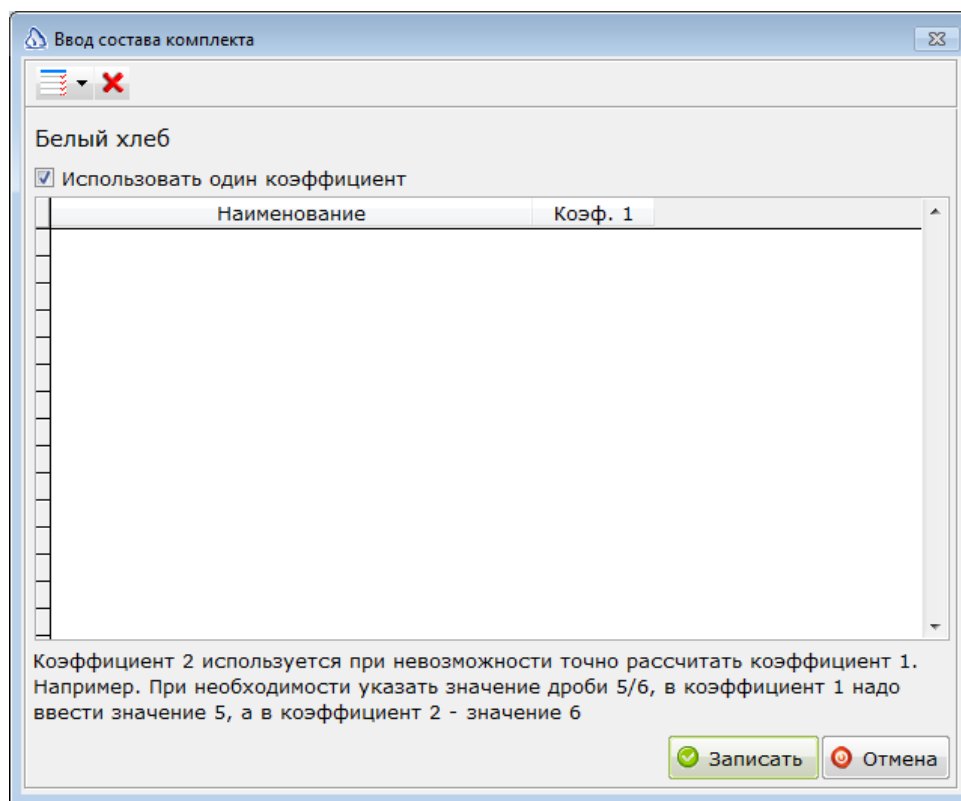 Ввод состава комплекта
Белый хлеб
Использовать один коэффициент
Наименование Коэф. 1
Коэффициент 2 используется при невозможности точно рассчитать коэффициент 1.
Например. При необходимости указать значение дроби 5/6, в коэффициент 1 надо
ввести значение 5, а в коэффициент 2 - значение 6
Записать Отмена